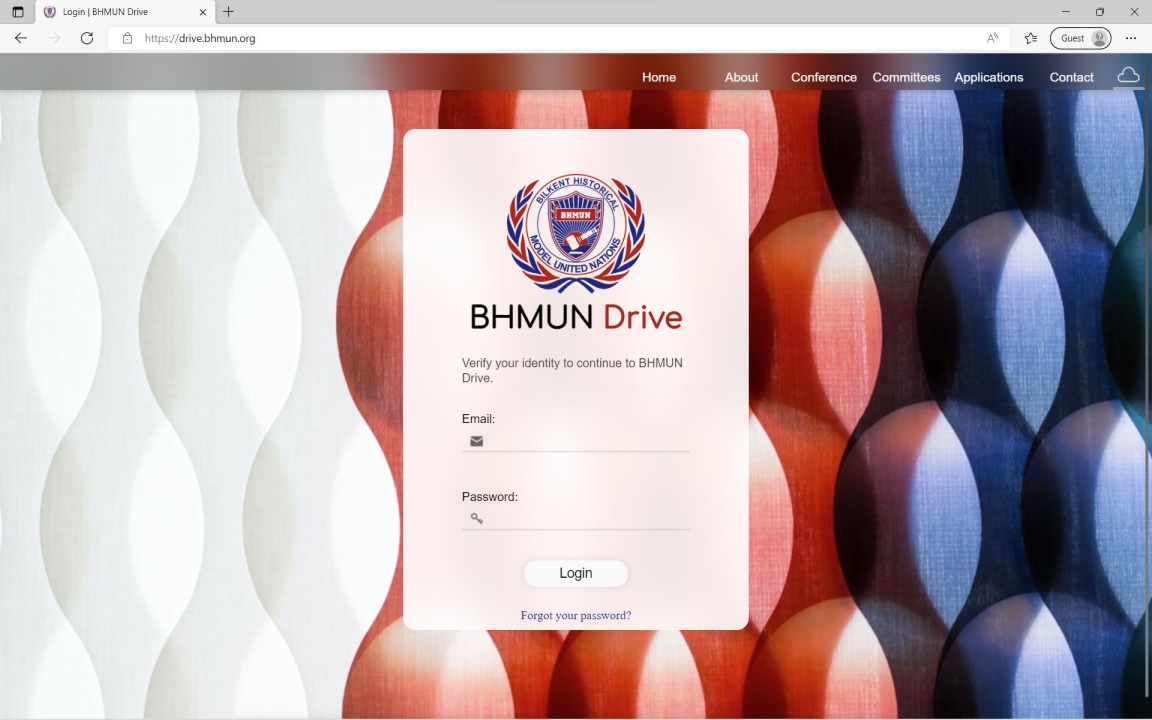 Login | BHMUN Drive
https://drive.bhmun.org
Guest
Home
About
Conference
Committees
Applications
Contact
BILKENT HISTORICAL
BHMUN
MODEL UNITED NATIONS
BHMUN Drive
Verify your identity to continue to BHMUN
Drive.
Email:
Password:
Login
Forgot your password?